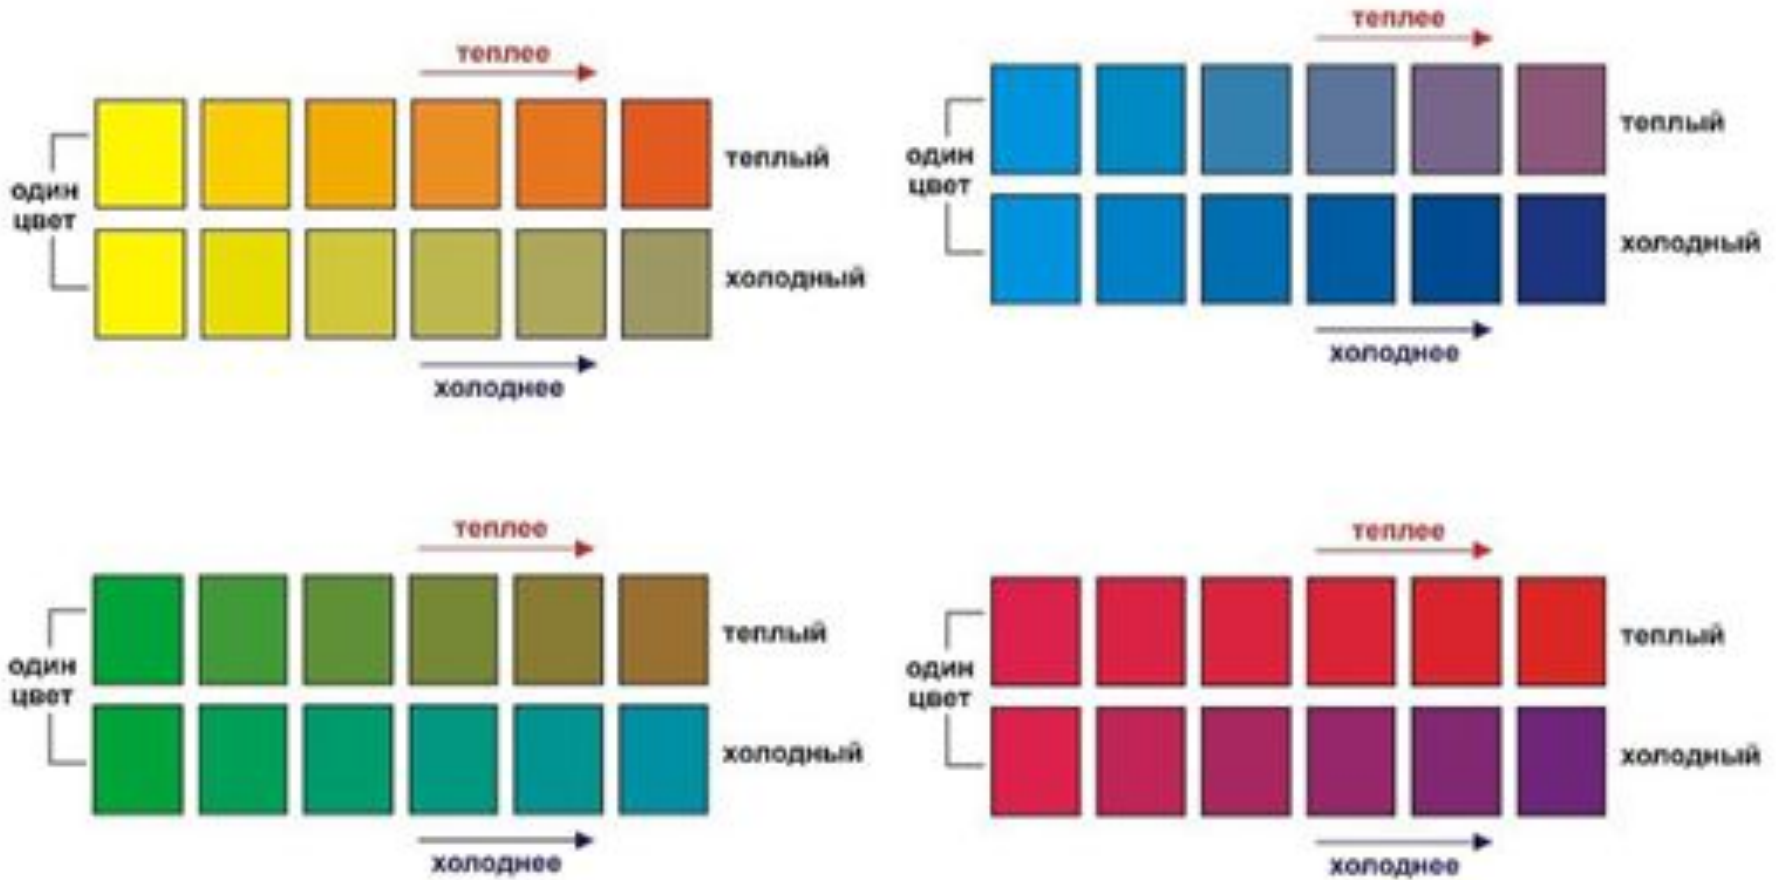 теплее
один
цвет
теплый
холодный
холоднее
теплее
один
цвет
теплый
холодный
холоднее
теплее
один
цвет
теплый
холодный
холоднее
теплее
один
цвет
теплый
холодный
холоднее